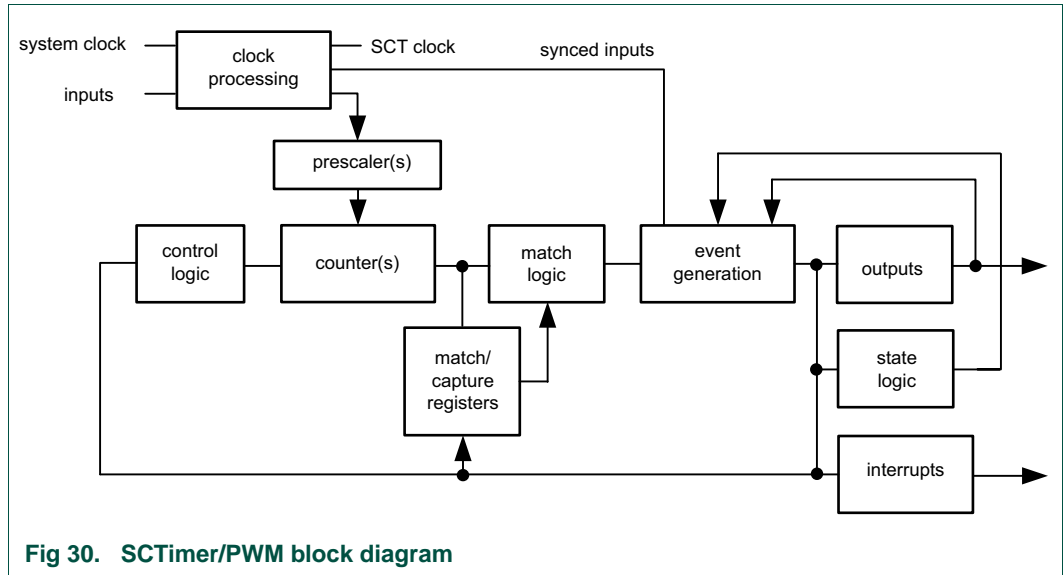 system clock
inputs
clock
processing
SCT clock
synced inputs
prescaler(s)
control
logic
counter(s)
match
logic
event
generation
outputs
match/
capture
registers
state
logic
interrupts
Fig 30. SCTimer/PWM block diagram